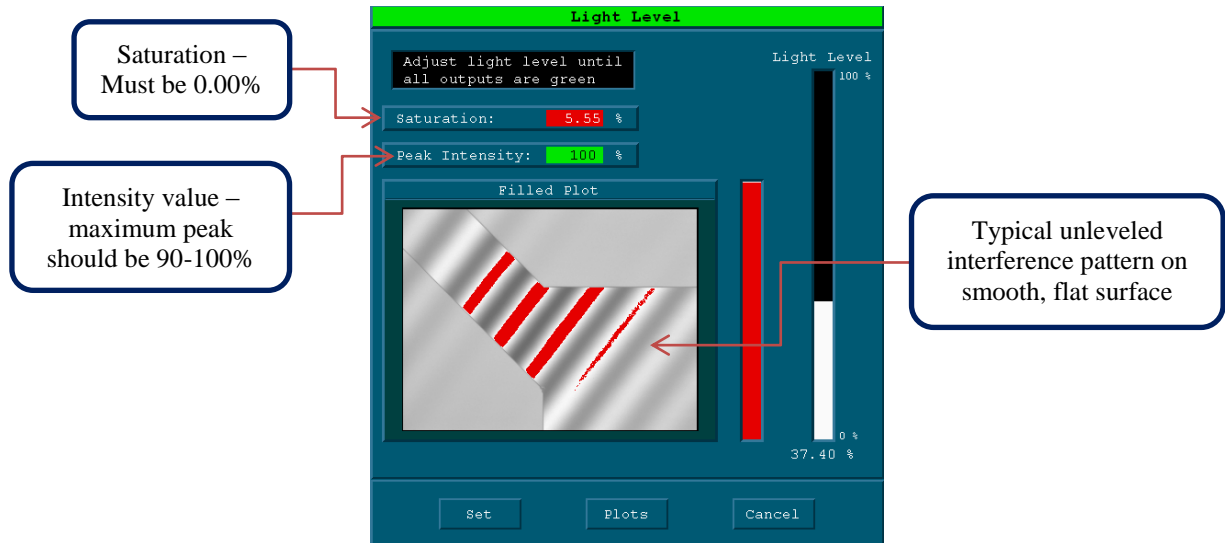 Light Level
Saturation –
Must be 0.00%
Adjust light level until
all outputs are green
Light Level
100 %
Saturation: 5.55 %
Peak Intensity: 100 %
Intensity value –
maximum peak
should be 90-100%
Filled Plot
Typical unleveled
interference pattern on
smooth, flat surface
0 %
37.40 %
Set
Plots
Cancel